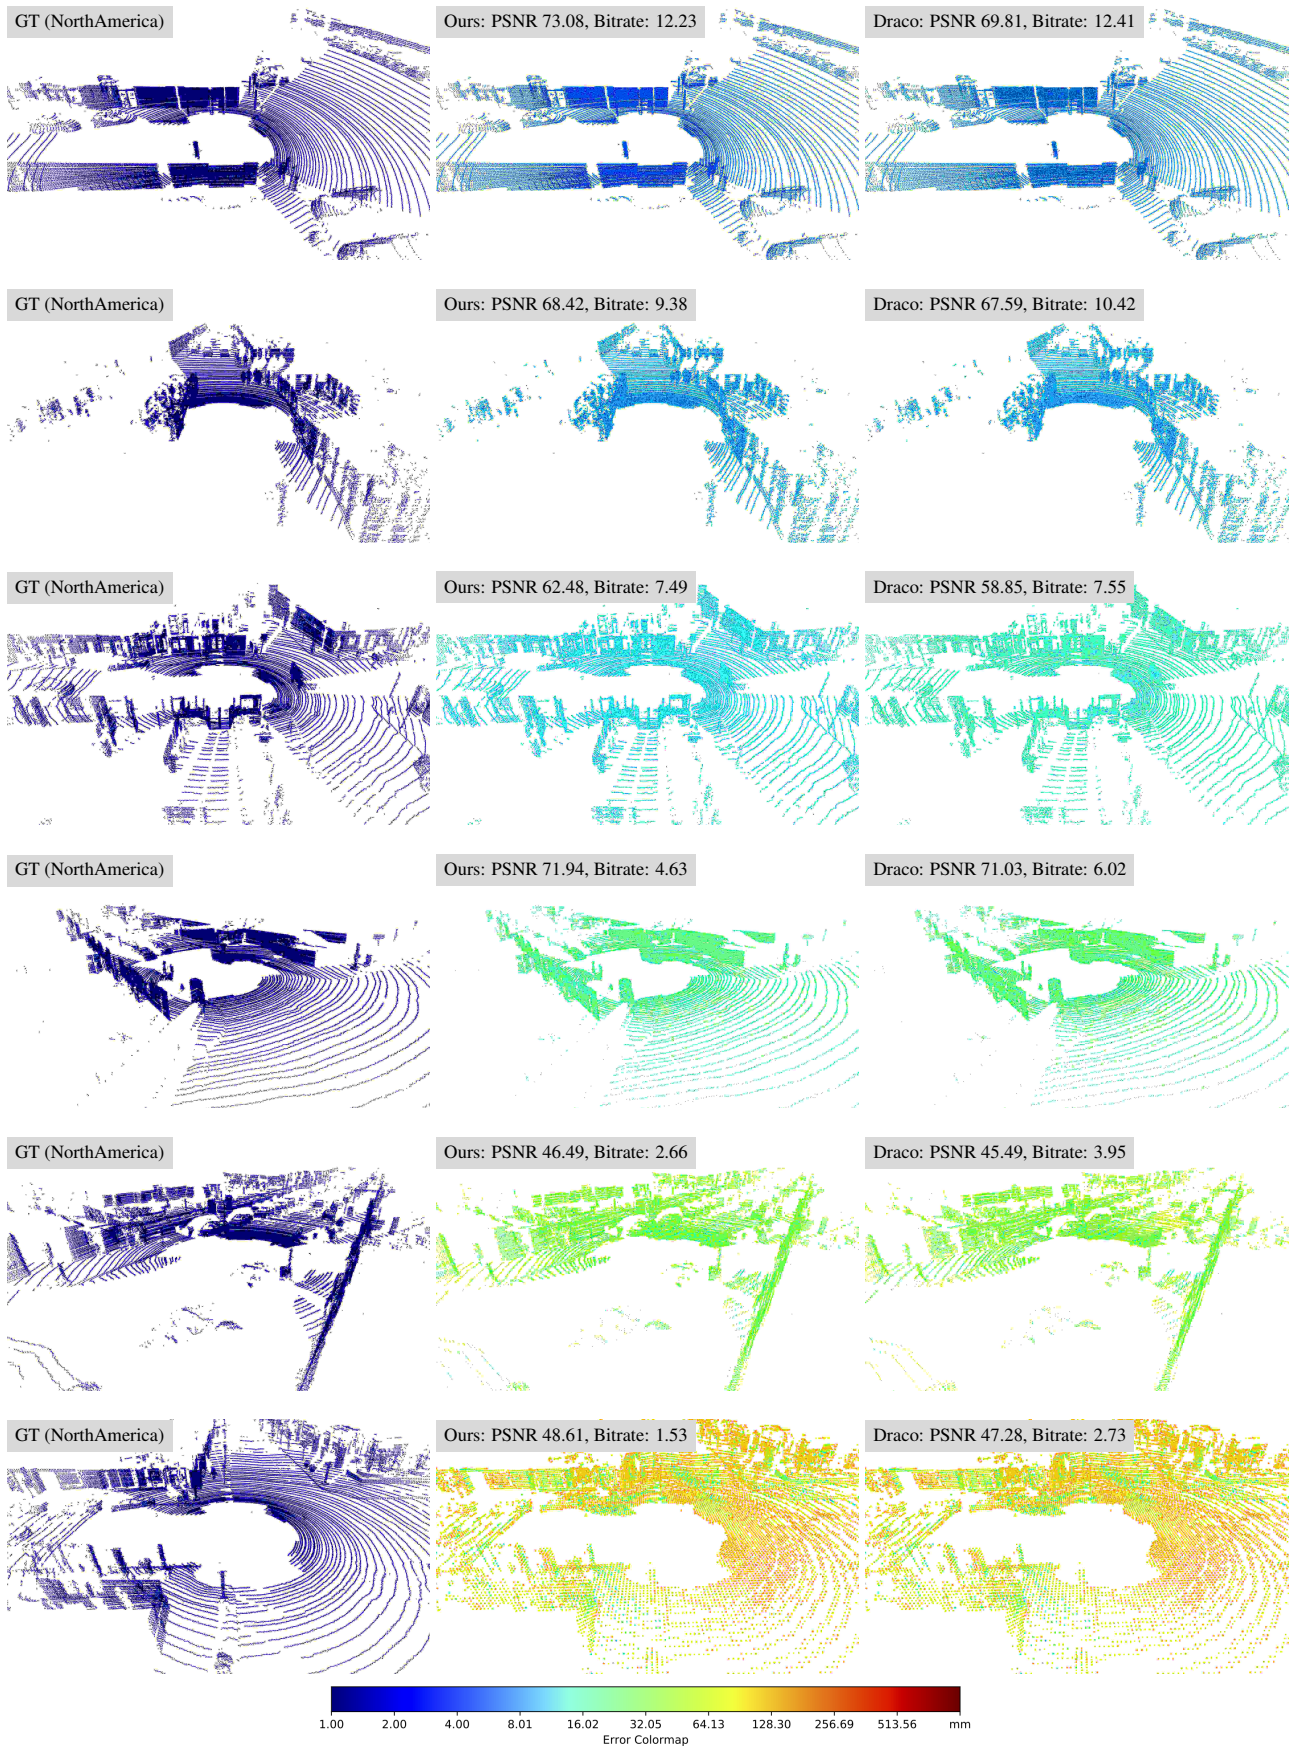 GT (NorthAmerica)
Ours: PSNR 73.08, Bitrate: 12.23
Draco: PSNR 69.81, Bitrate: 12.41
GT (NorthAmerica)
Ours: PSNR 68.42, Bitrate: 9.38
Draco: PSNR 67.59, Bitrate: 10.42
GT (NorthAmerica)
Ours: PSNR 62.48, Bitrate: 7.49
Draco: PSNR 58.85, Bitrate: 7.55
GT (NorthAmerica)
Ours: PSNR 71.94, Bitrate: 4.63
Draco: PSNR 71.03, Bitrate: 6.02
GT (NorthAmerica)
Ours: PSNR 46.49, Bitrate: 2.66
Draco: PSNR 45.49, Bitrate: 3.95
GT (NorthAmerica)
Ours: PSNR 48.61, Bitrate: 1.53
Draco: PSNR 47.28, Bitrate: 2.73
1.00 2.00 4.00 8.01 16.02 32.05 64.13 128.30 256.69 513.56 mm
Error Colormap